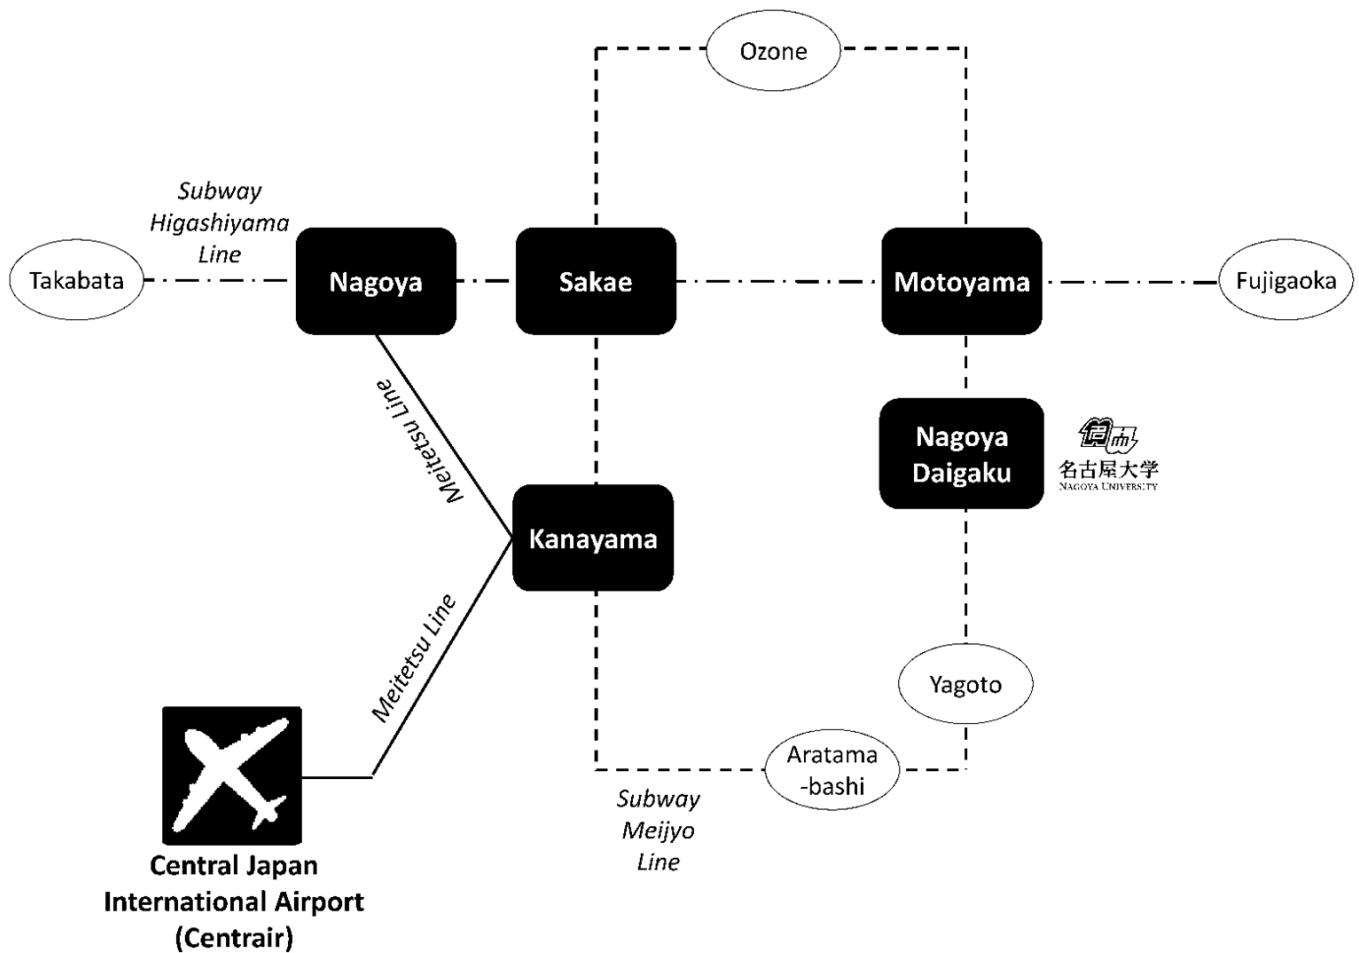 Ozone
Subway
Higashiyama
Line
Takabata
Nagoya
Sakae
Motoyama
Fujigaoka
Meitetsu Line
Nagoya
Daigaku
名古屋大学
NAGOYA UNIVERSITY
Kanayama
Meitetsu Line
Yagoto
Aratama
-bashi
Subway
Meijyo
Line
Central Japan
International Airport
(Centrair)